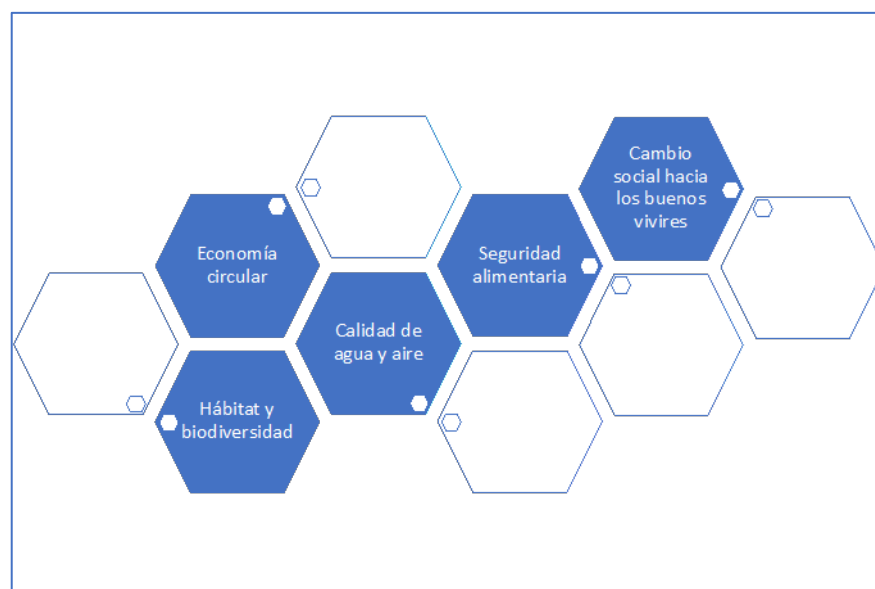 Cambio
social hacia
los buenos
vivires
Economía
circular
Seguridad
alimentaria
Calidad de
agua y aire
Hábitat y
biodiversidad